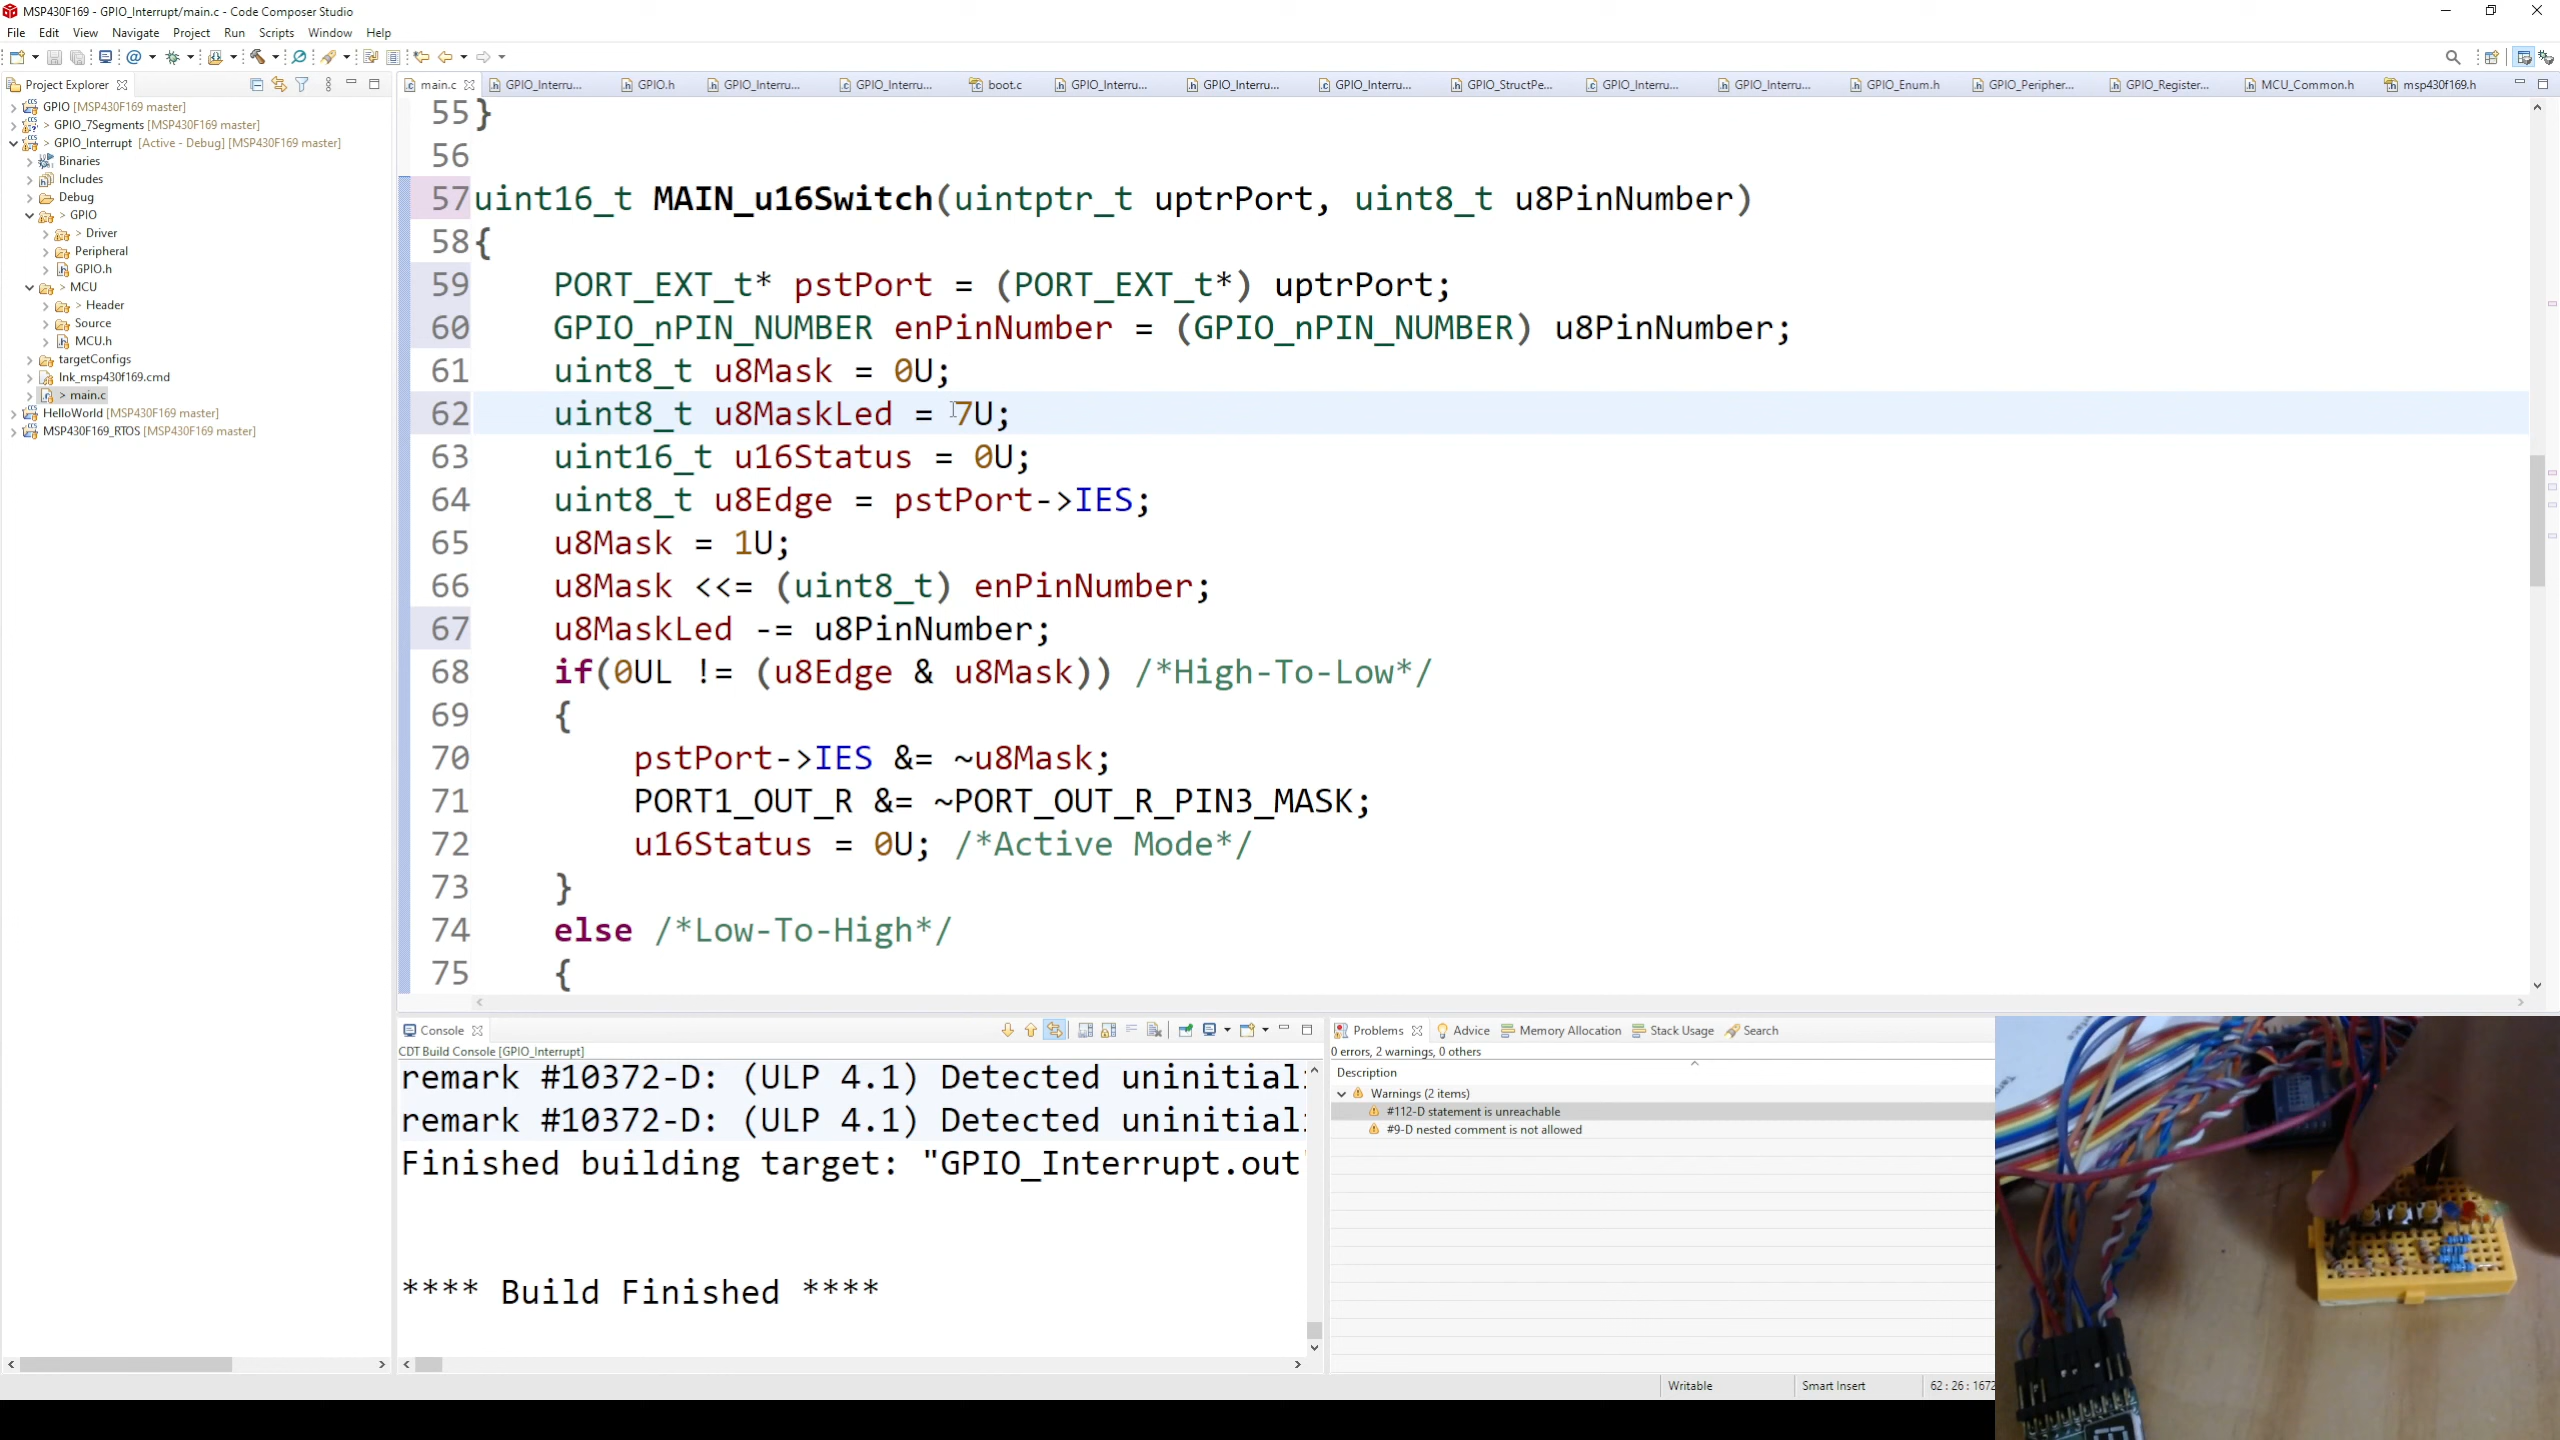 MSP430F169 - GPIO_Interrupt/main.c - Code Composer Studio
File Edit View Navigate Project Run Scripts Window Help
Project Explorer
GPIO [MSP430F169 master]
> GPIO_7Segments [MSP430F169 master]
> GPIO_Interrupt [Active - Debug] [MSP430F169 master]
Binaries
Includes
Debug
> GPIO
> Driver
Peripheral
GPIO.h
> MCU
> Header
Source
MCU.h
targetConfigs
lnk_msp430f169.cmd
> main.c
HelloWorld [MSP430F169 master]
MSP430F169_RTOS [MSP430F169 master]
main.c GPIO_Interru... GPIO.h GPIO_Interru... GPIO_Interru... boot.c GPIO_Interru... GPIO_Interru... GPIO_Interru... GPIO_StructPe... GPIO_Interru... GPIO_Interru... GPIO_Enum.h GPIO_Peripher... GPIO_Register... MCU_Common.h msp430f169.h
55 }
56
57 uint16_t MAIN_u16Switch(uintptr_t uptrPort, uint8_t u8PinNumber)
58 {
59 PORT_EXT_t* pstPort = (PORT_EXT_t*) uptrPort;
60 GPIO_nPIN_NUMBER enPinNumber = (GPIO_nPIN_NUMBER) u8PinNumber;
61 uint8_t u8Mask = 0U;
62 uint8_t u8MaskLed = 7U;
63 uint16_t u16Status = 0U;
64 uint8_t u8Edge = pstPort->IES;
65 u8Mask = 1U;
66 u8Mask <<= (uint8_t) enPinNumber;
67 u8MaskLed -= u8PinNumber;
68 if(0UL != (u8Edge & u8Mask)) /*High-To-Low*/
69 {
70 pstPort->IES &= ~u8Mask;
71 PORT1_OUT_R &= ~PORT_OUT_R_PIN3_MASK;
72 u16Status = 0U; /*Active Mode*/
73 }
74 else /*Low-To-High*/
75 {
Console
CDT Build Console [GPIO_Interrupt]
remark #10372-D: (ULP 4.1) Detected uninitiali
remark #10372-D: (ULP 4.1) Detected uninitiali
Finished building target: "GPIO_Interrupt.out"
**** Build Finished ****
Problems Advice Memory Allocation Stack Usage Search
0 errors, 2 warnings, 0 others
Description
Warnings (2 items)
#112-D statement is unreachable
#9-D nested comment is not allowed
Writable Smart Insert 62 : 26 : 1672